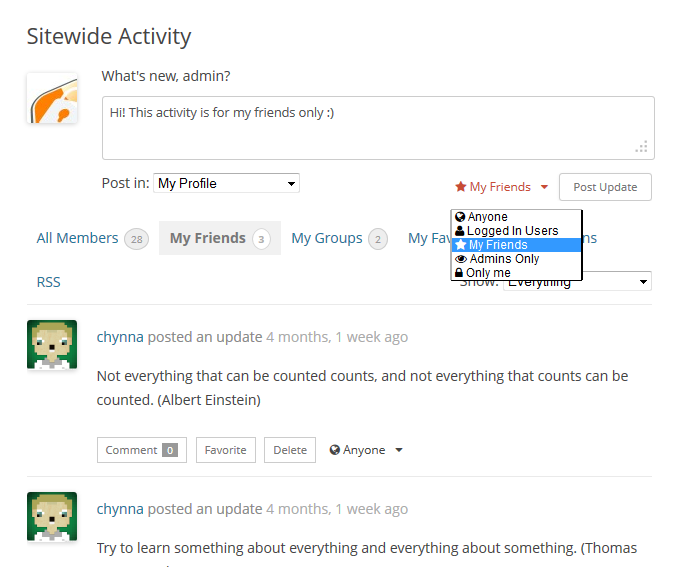 Sitewide Activity
What's new, admin?
Hi! This activity is for my friends only :)
Post in: My Profile
My Friends
Post Update
Anyone
Logged In Users
My Friends
Admins Only
Only me
All Members 28 My Friends 3 My Groups 2 My Fav
RSS
Show: Everything
chynna posted an update 4 months, 1 week ago
Not everything that can be counted counts, and not everything that counts can be
counted. (Albert Einstein)
Comment 0 Favorite Delete Anyone
chynna posted an update 4 months, 1 week ago
Try to learn something about everything and everything about something. (Thomas